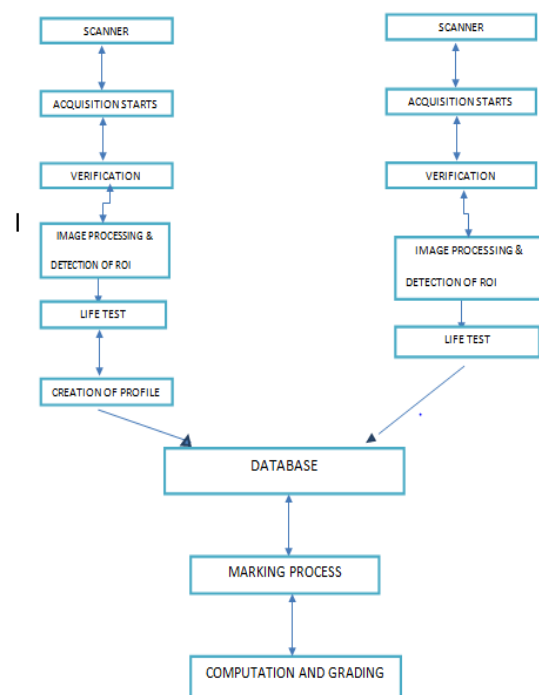 SCANNER
ACQUISITION STARTS
VERIFICATION
IMAGE PROCESSING &
DETECTION OF ROI
LIFE TEST
CREATION OF PROFILE
SCANNER
ACQUISITION STARTS
VERIFICATION
IMAGE PROCESSING &
DETECTION OF ROI
LIFE TEST
DATABASE
MARKING PROCESS
COMPUTATION AND GRADING